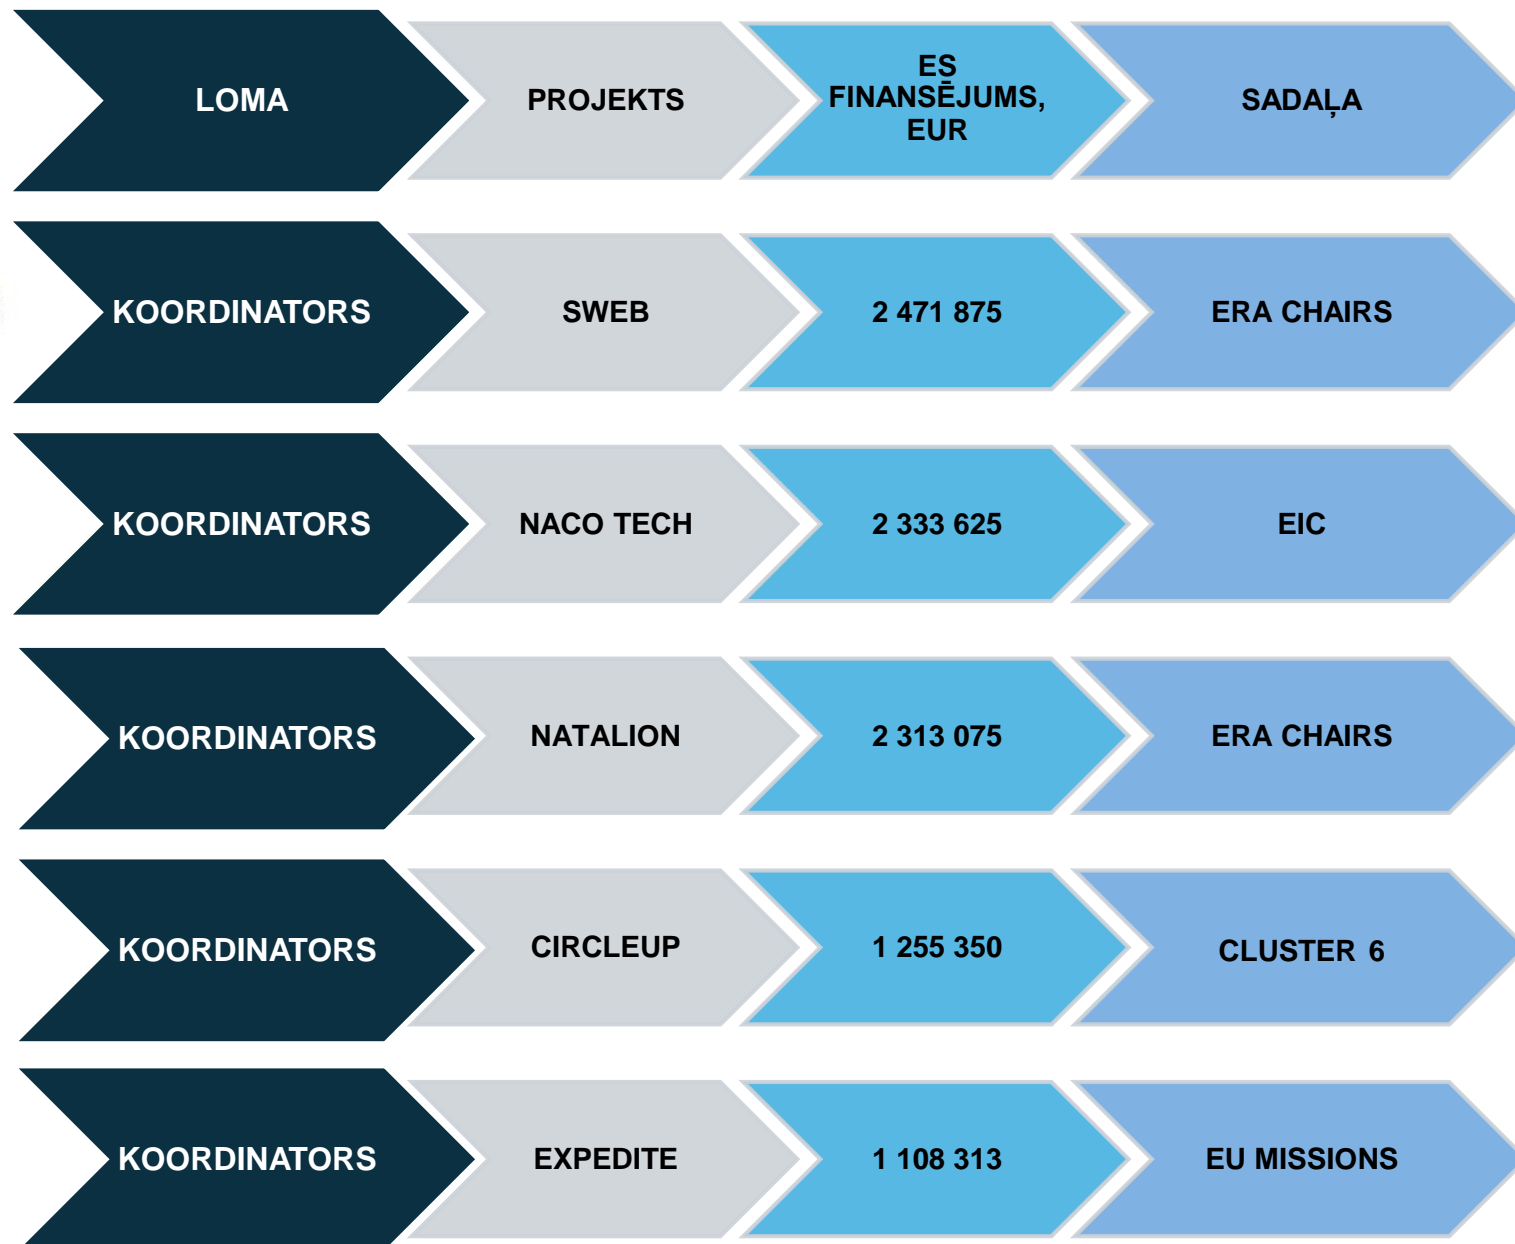 LOMA
PROJEKTS
ES
FINANSĒJUMS,
EUR
SADAĻA
KOORDINATORS
SWEB
2 471 875
ERA CHAIRS
KOORDINATORS
NACO TECH
2 333 625
EIC
KOORDINATORS
NATALION
2 313 075
ERA CHAIRS
KOORDINATORS
CIRCLEUP
1 255 350
CLUSTER 6
KOORDINATORS
EXPEDITE
1 108 313
EU MISSIONS